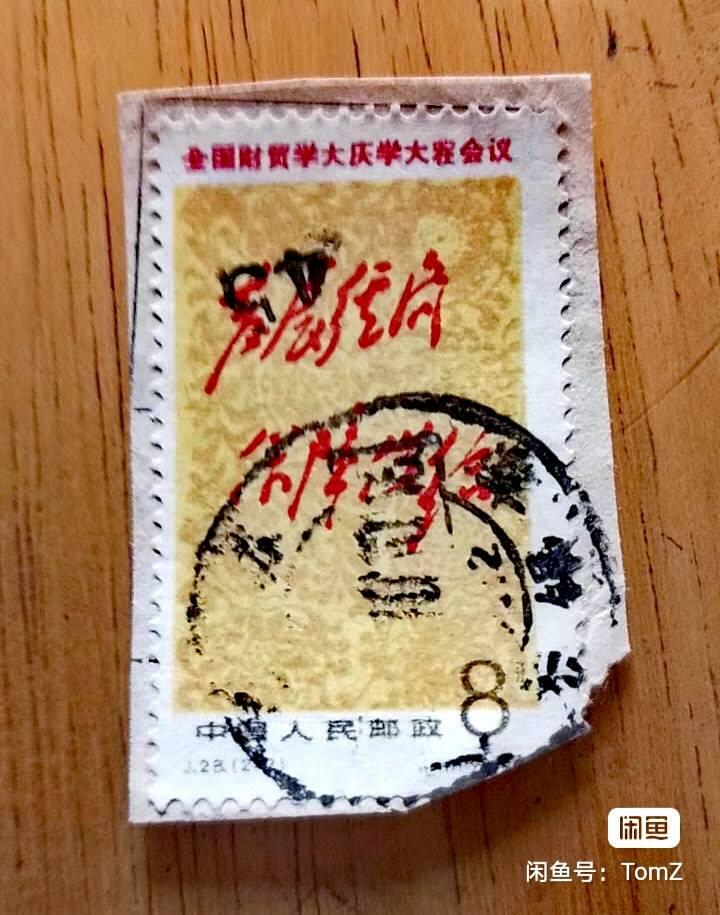 全国财贸学大庆学大寨会议
发展经济
保障供给
8
中国人民邮政
J.28.(2-2)
闲鱼
闲鱼号：TomZ